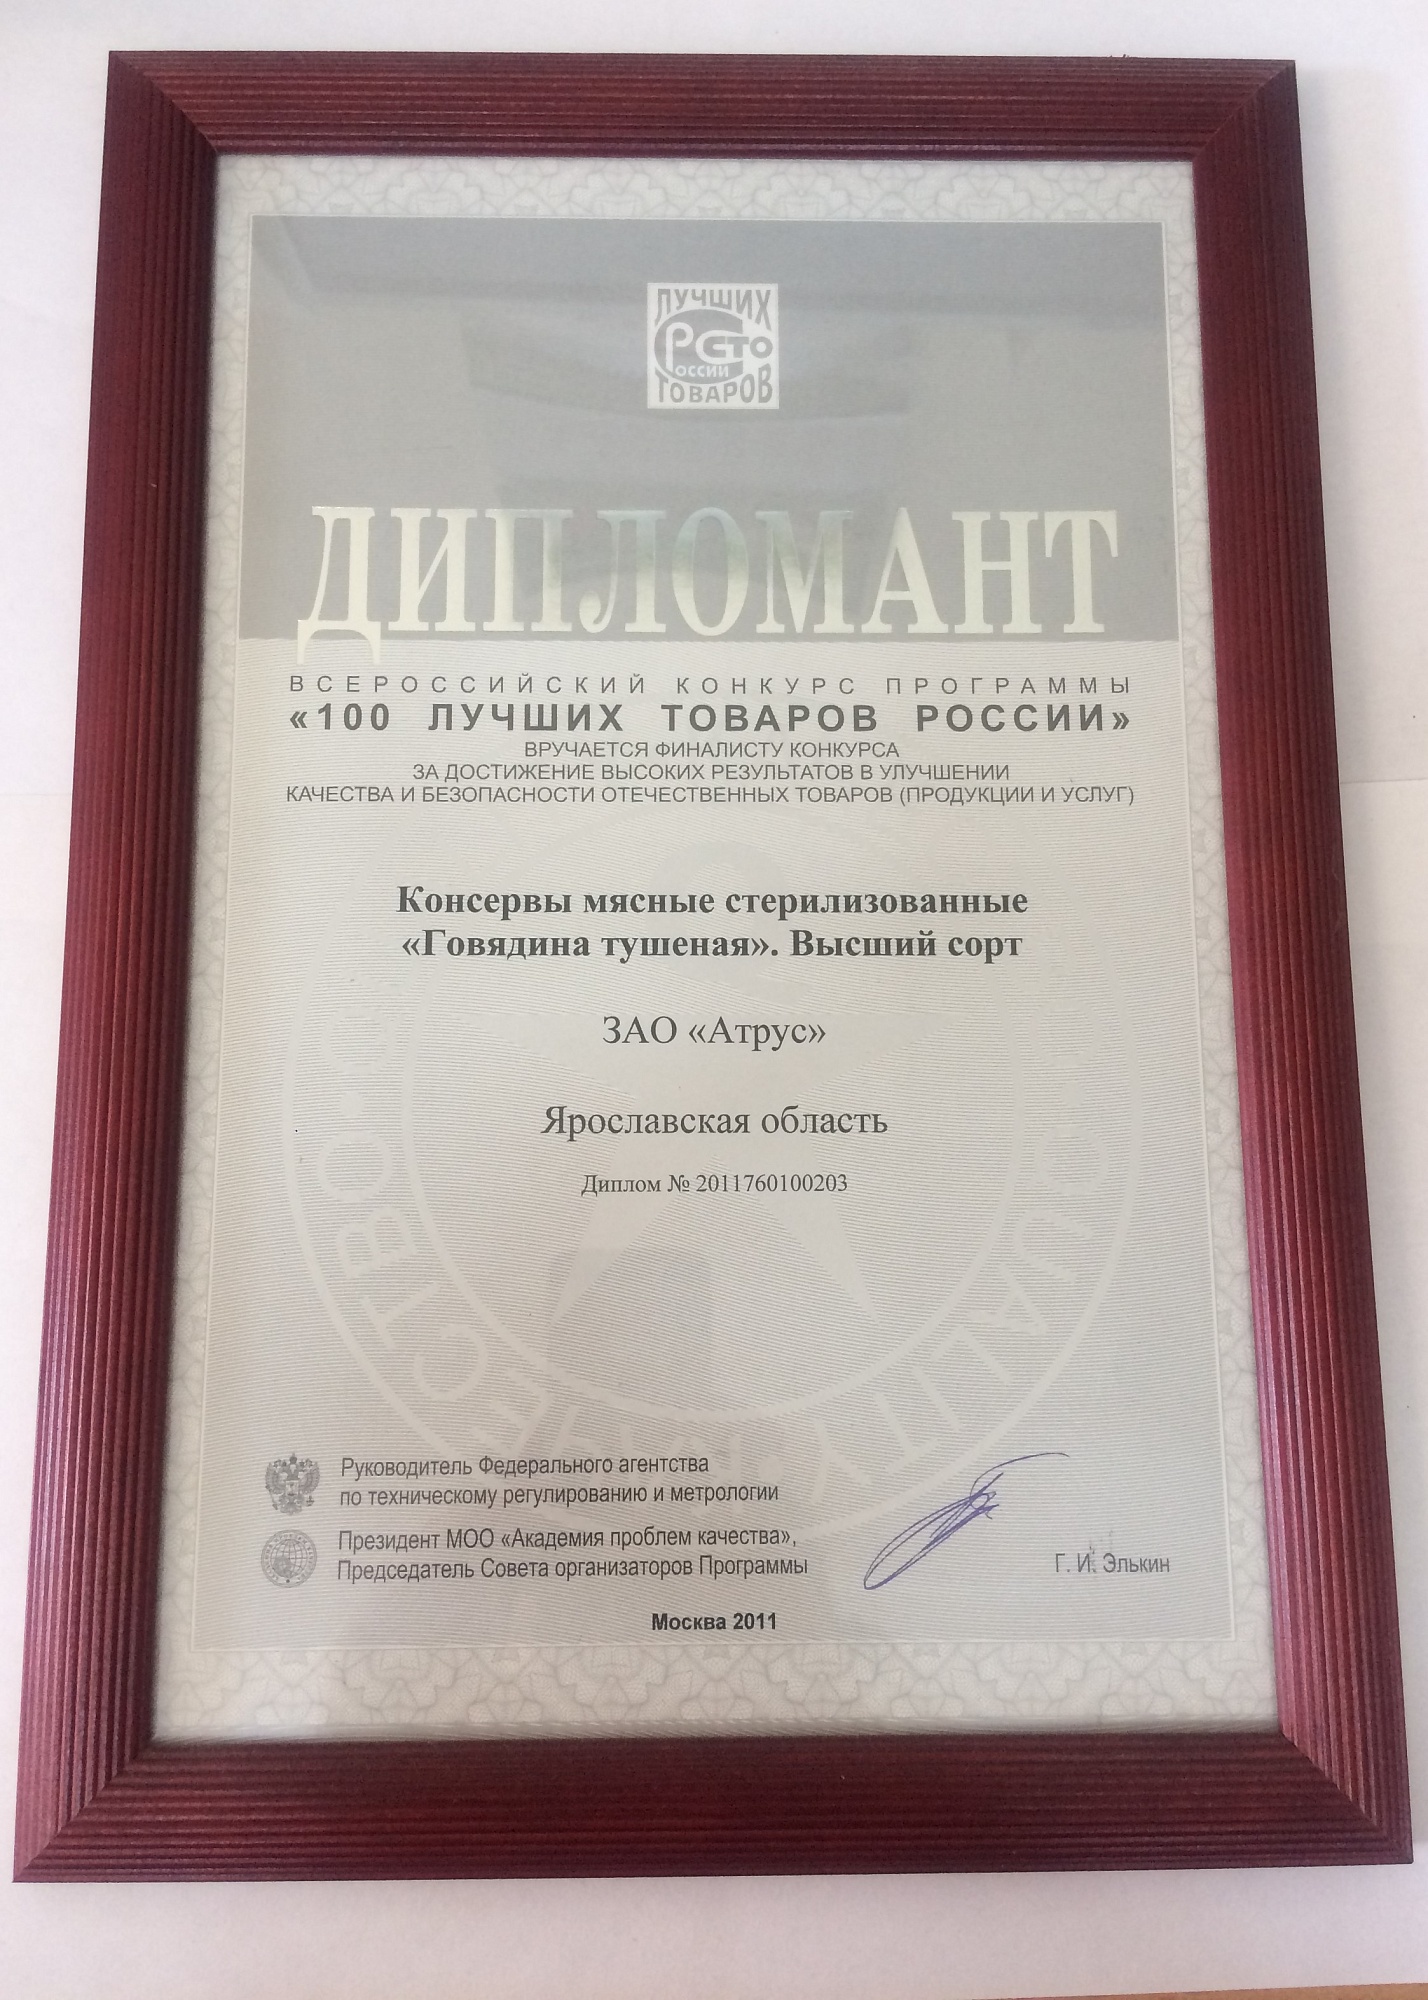 ЛУЧШИХ
РСТО
РОССИИ
ТОВАРОВ
ДИПЛОМАНТ
ВСЕРОССИЙСКИЙ КОНКУРС ПРОГРАММЫ
«100 ЛУЧШИХ ТОВАРОВ РОССИИ»
ВРУЧАЕТСЯ ФИНАЛИСТУ КОНКУРСА
ЗА ДОСТИЖЕНИЕ ВЫСОКИХ РЕЗУЛЬТАТОВ В УЛУЧШЕНИИ
КАЧЕСТВА И БЕЗОПАСНОСТИ ОТЕЧЕСТВЕННЫХ ТОВАРОВ (ПРОДУКЦИИ И УСЛУГ)
Консервы мясные стерилизованные
«Говядина тушеная». Высший сорт
ЗАО «Атрус»
Ярославская область
Диплом № 2011760100203
Руководитель Федерального агентства
по техническому регулированию и метрологии
Президент МОО «Академия проблем качества»,
Председатель Совета организаторов Программы
Г. И. Элькин
Москва 2011